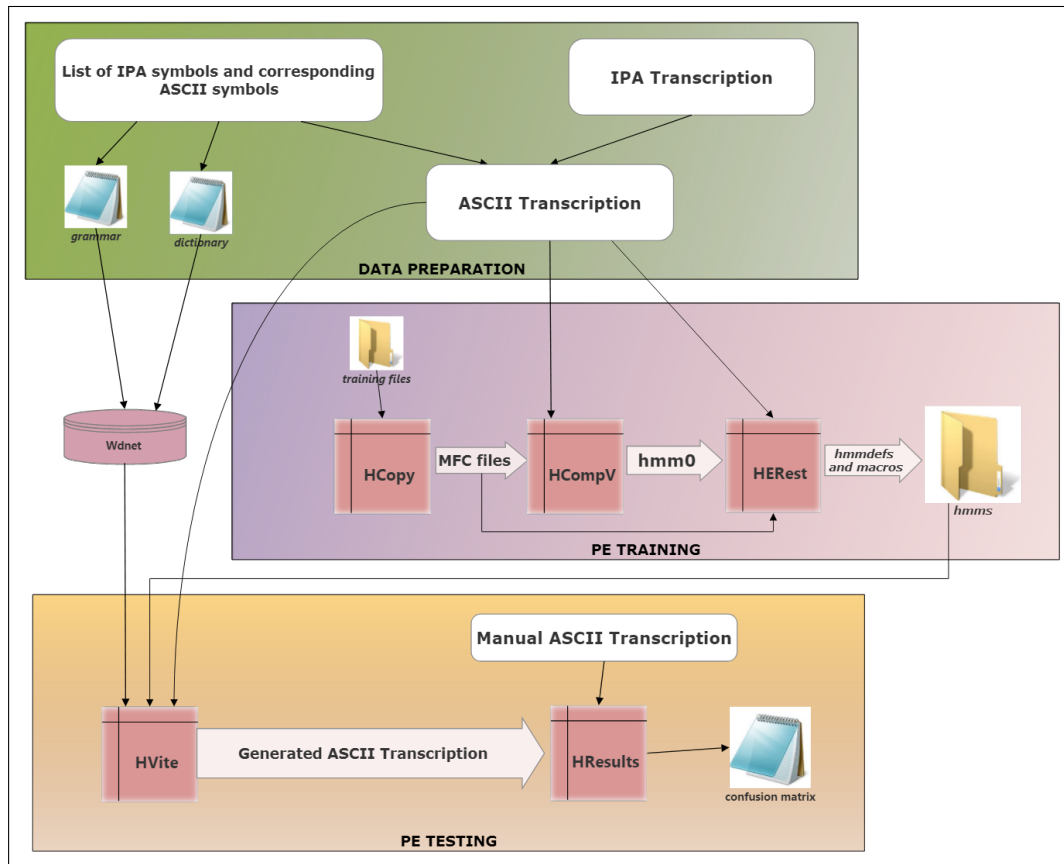 List of IPA symbols and corresponding
ASCII symbols
IPA Transcription
ASCII Transcription
grammar
dictionary
DATA PREPARATION
training files
Wdnet
HCopy
MFC files
HCompV
hmm0
HERest
hmmdefs
and macros
hmms
PE TRAINING
Manual ASCII Transcription
HVite
Generated ASCII Transcription
HResults
confusion matrix
PE TESTING